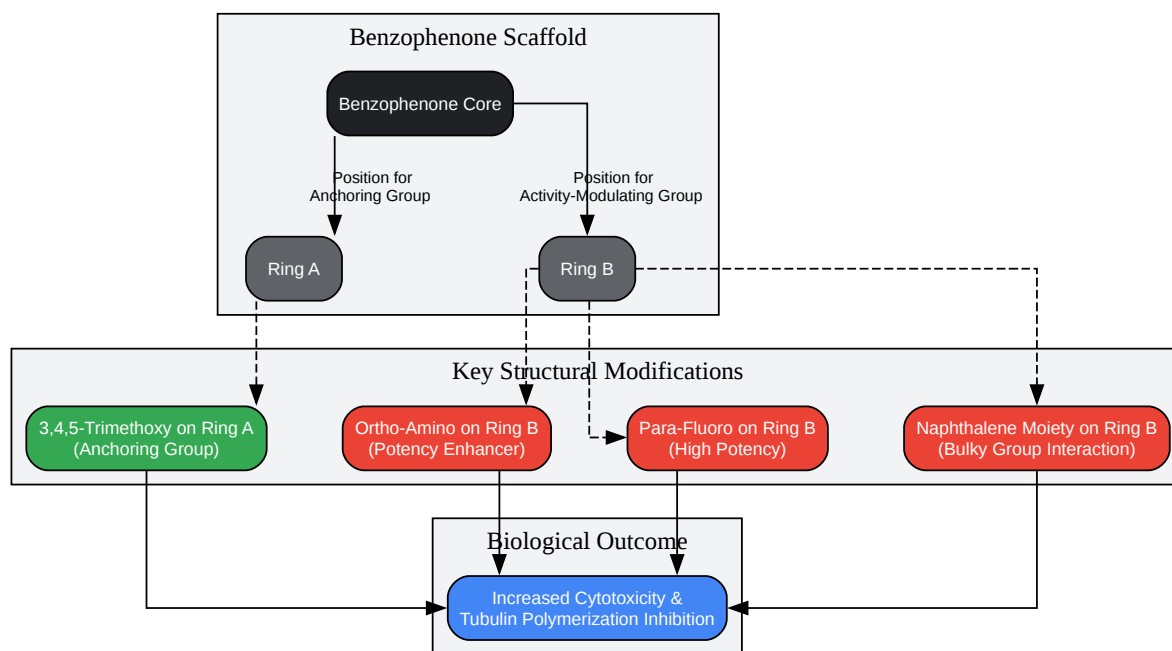 Benzophenone Scaffold
Benzophenone Core
Position for
Anchoring Group
Position for
Activity-Modulating Group
Ring A
Ring B
Key Structural Modifications
3,4,5-Trimethoxy on Ring A
(Anchoring Group)
Ortho-Amino on Ring B
(Potency Enhancer)
Para-Fluoro on Ring B
(High Potency)
Naphthalene Moiety on Ring B
(Bulky Group Interaction)
Biological Outcome
Increased Cytotoxicity &
Tubulin Polymerization Inhibition